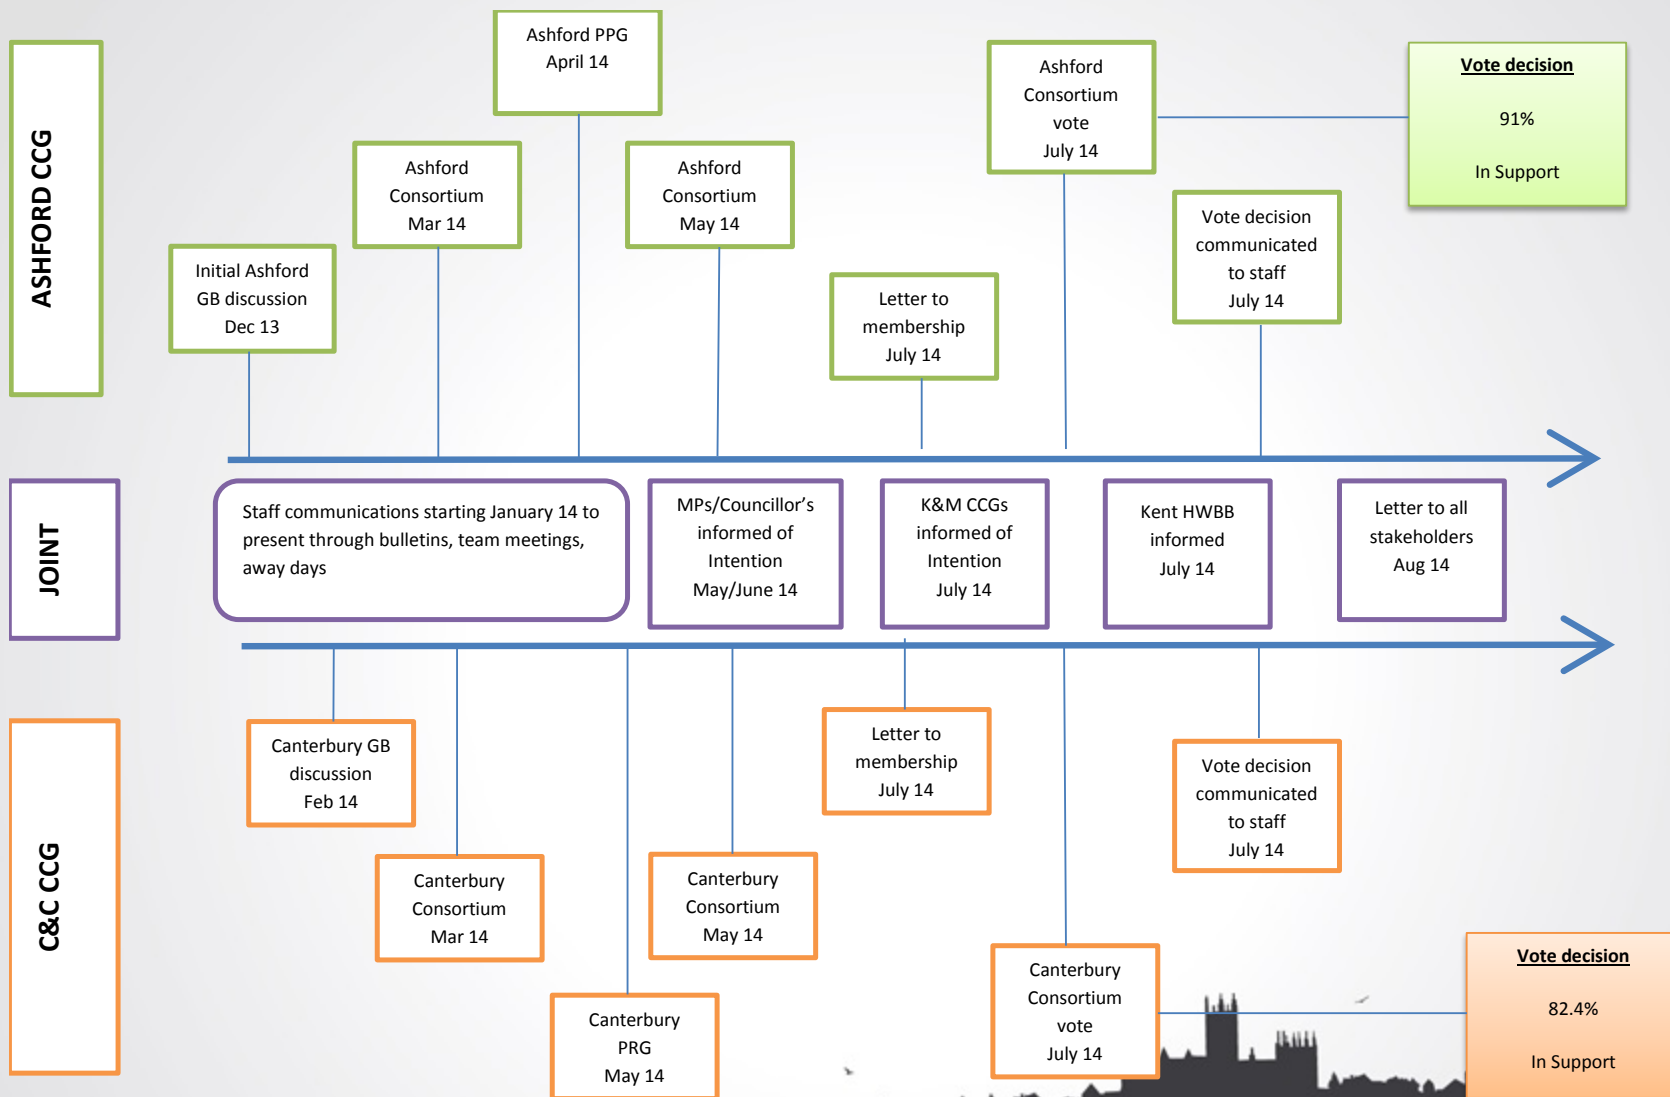 ASHFORD CCG
Initial Ashford
GB discussion
Dec 13
Ashford
Consortium
Mar 14
Ashford PPG
April 14
Ashford
Consortium
May 14
Letter to
membership
July 14
Ashford
Consortium
vote
July 14
Vote decision
communicated
to staff
July 14
Vote decision
91%
In Support
JOINT
Staff communications starting January 14 to
present through bulletins, team meetings,
away days
MPs/Councillor’s
informed of
Intention
May/June 14
K&M CCGs
informed of
Intention
July 14
Kent HWBB
informed
July 14
Letter to all
stakeholders
Aug 14
C&C CCG
Canterbury GB
discussion
Feb 14
Canterbury
Consortium
Mar 14
Canterbury
PRG
May 14
Canterbury
Consortium
May 14
Letter to
membership
July 14
Canterbury
Consortium
vote
July 14
Vote decision
communicated
to staff
July 14
Vote decision
82.4%
In Support